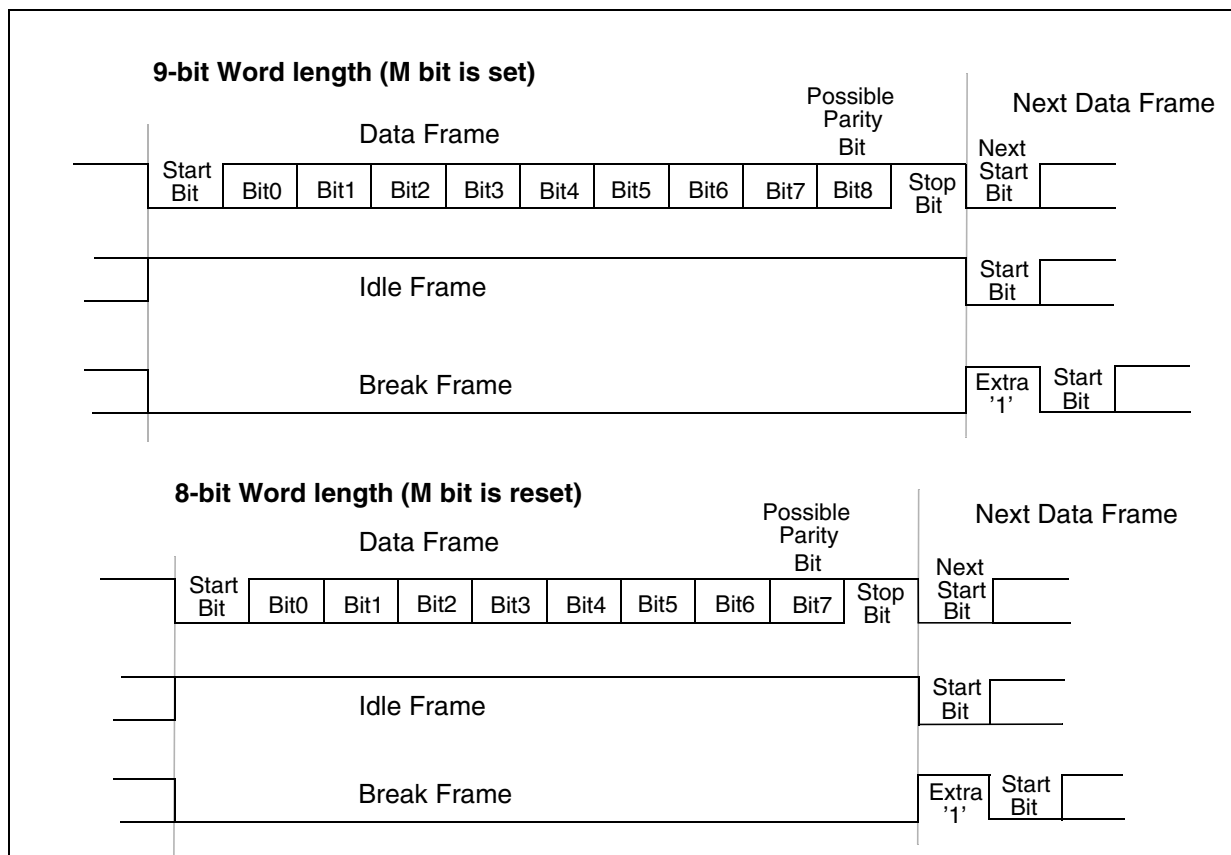 9-bit Word length (M bit is set)
Data Frame
Possible
Parity
Bit
Next Data Frame
Start
Bit
Bit0
Bit1
Bit2
Bit3
Bit4
Bit5
Bit6
Bit7
Bit8
Stop
Bit
Next
Start
Bit
Idle Frame
Start
Bit
Break Frame
Extra
'1'
Start
Bit
8-bit Word length (M bit is reset)
Data Frame
Possible
Parity
Bit
Next Data Frame
Start
Bit
Bit0
Bit1
Bit2
Bit3
Bit4
Bit5
Bit6
Bit7
Stop
Bit
Next
Start
Bit
Idle Frame
Start
Bit
Break Frame
Extra
'1'
Start
Bit